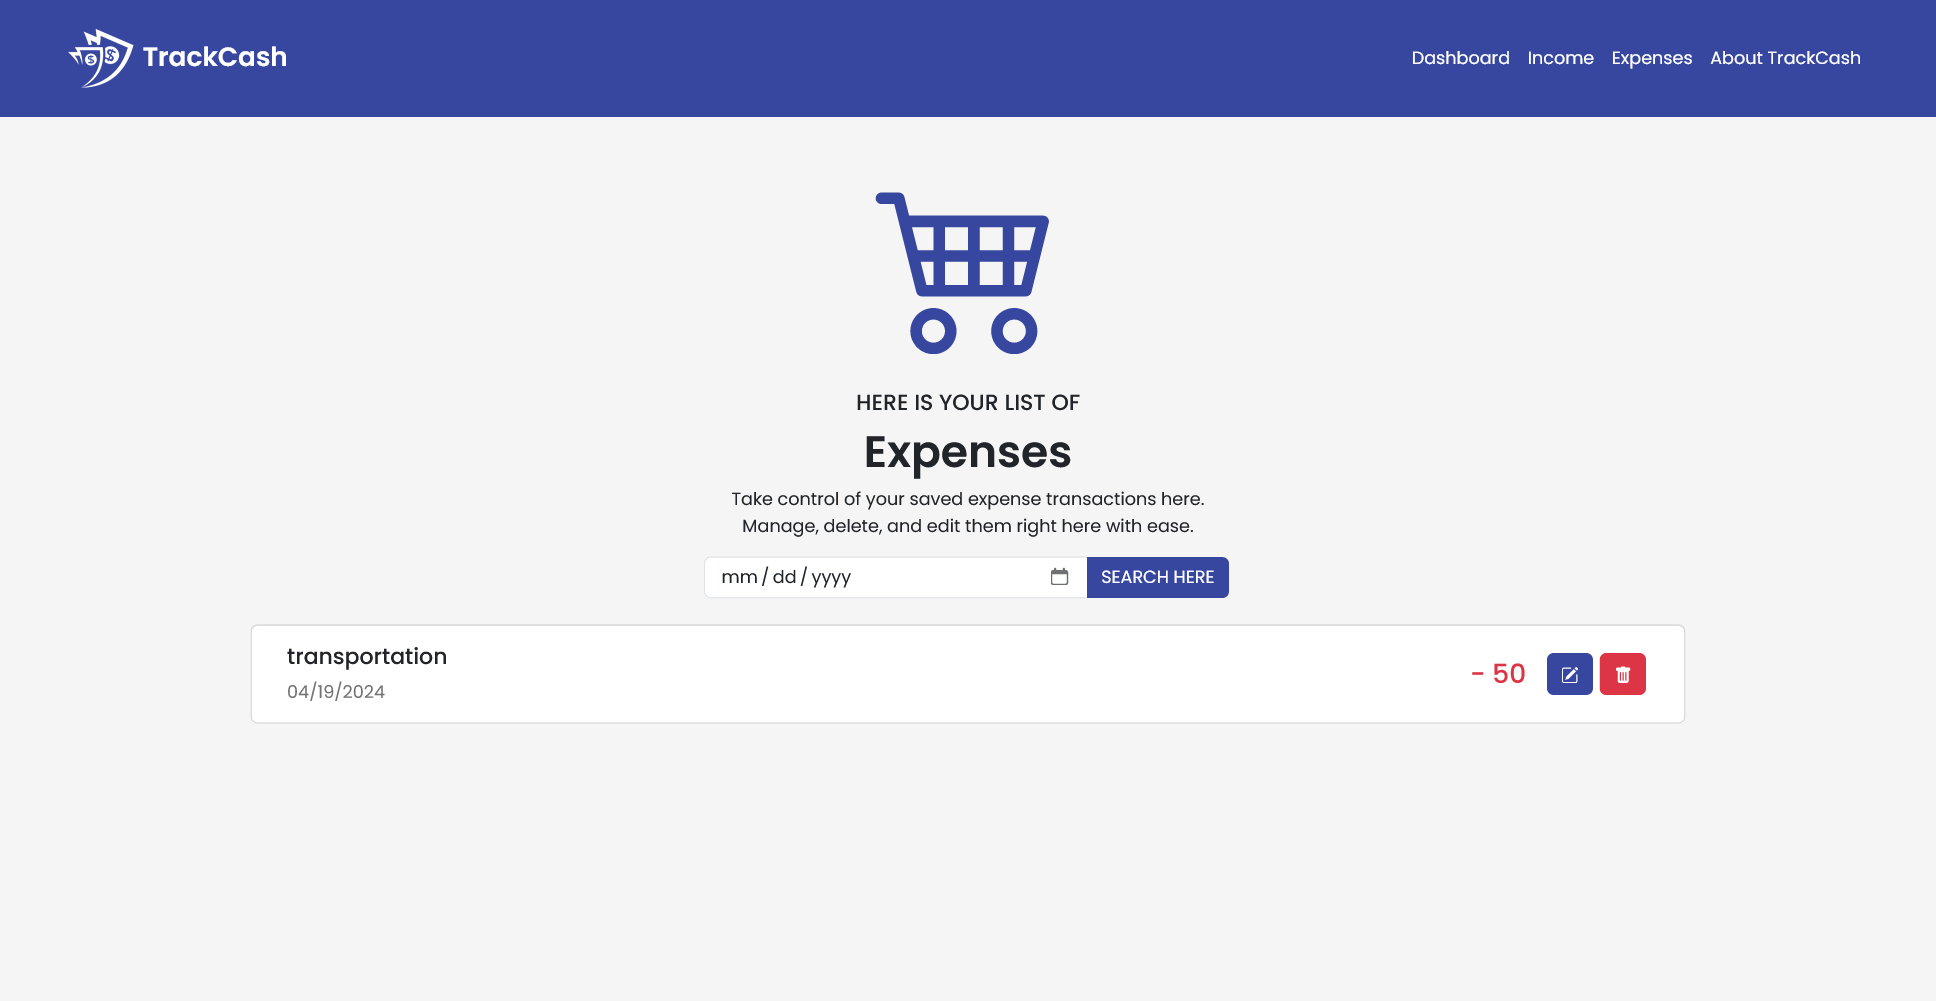 TrackCash
Dashboard Income Expenses About TrackCash
HERE IS YOUR LIST OF
Expenses
Take control of your saved expense transactions here.
Manage, delete, and edit them right here with ease.
mm/dd/yyyy SEARCH HERE
transportation
04/19/2024
- 50